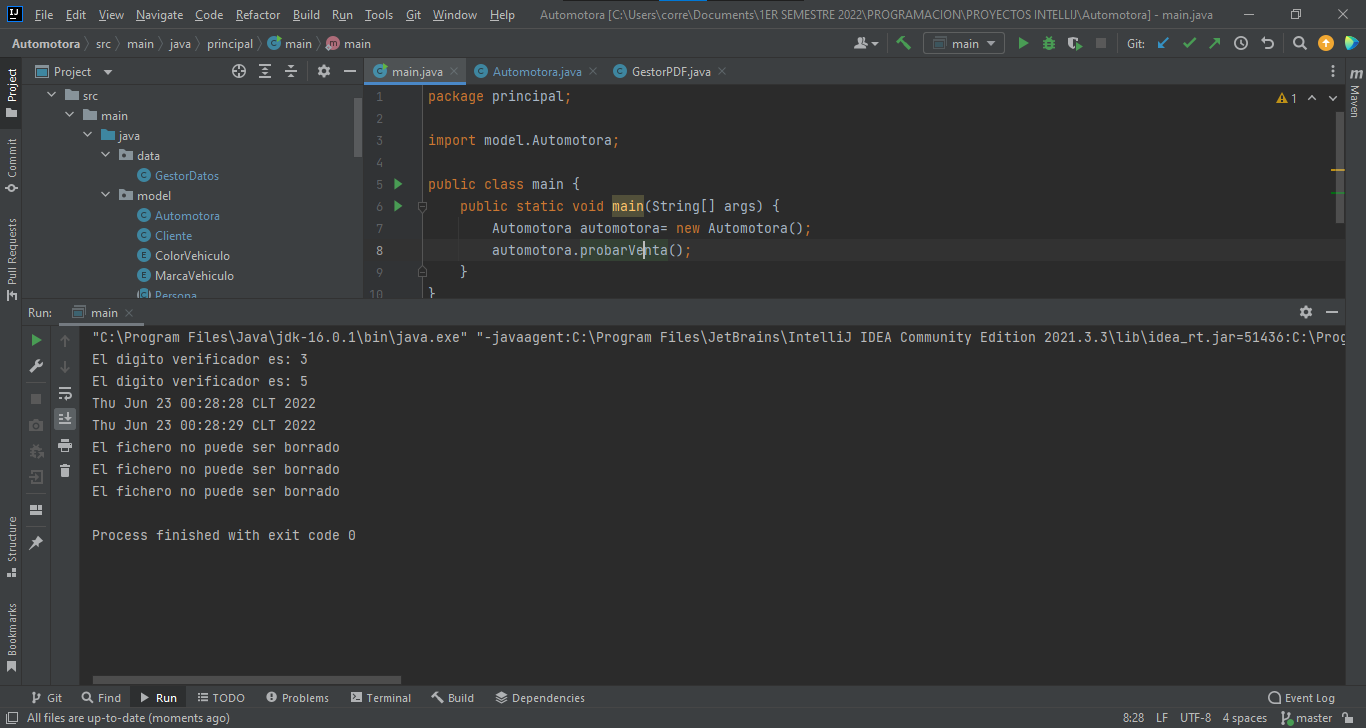 File Edit View Navigate Code Refactor Build Run Tools Git Window Help Automotora [C:\Users\corre\Documents\1ER SEMESTRE 2022\PROGRAMACION\PROYECTOS INTELLIJ\Automotora] - main.java
Automotora src main java principal main main
main Git:
Project
main.java Automotora.java GestorPDF.java
src
main
java
data
GestorDatos
model
Automotora
Cliente
ColorVehiculo
MarcaVehiculo
Persona
1 package principal;
2
3 import model.Automotora;
4
5 public class main {
6 public static void main(String[] args) {
7 Automotora automotora= new Automotora();
8 automotora.probarVenta();
9 }
10 }
1
Project
Commit
Pull Requests
Structure
Bookmarks
m Maven
Run: main
"C:\Program Files\Java\jdk-16.0.1\bin\java.exe" "-javaagent:C:\Program Files\JetBrains\IntelliJ IDEA Community Edition 2021.3.3\lib\idea_rt.jar=51436:C:\Prog
El digito verificador es: 3
El digito verificador es: 5
Thu Jun 23 00:28:28 CLT 2022
Thu Jun 23 00:28:29 CLT 2022
El fichero no puede ser borrado
El fichero no puede ser borrado
El fichero no puede ser borrado
Process finished with exit code 0
Git Find Run TODO Problems Terminal Build Dependencies Event Log
All files are up-to-date (moments ago) 8:28 LF UTF-8 4 spaces master